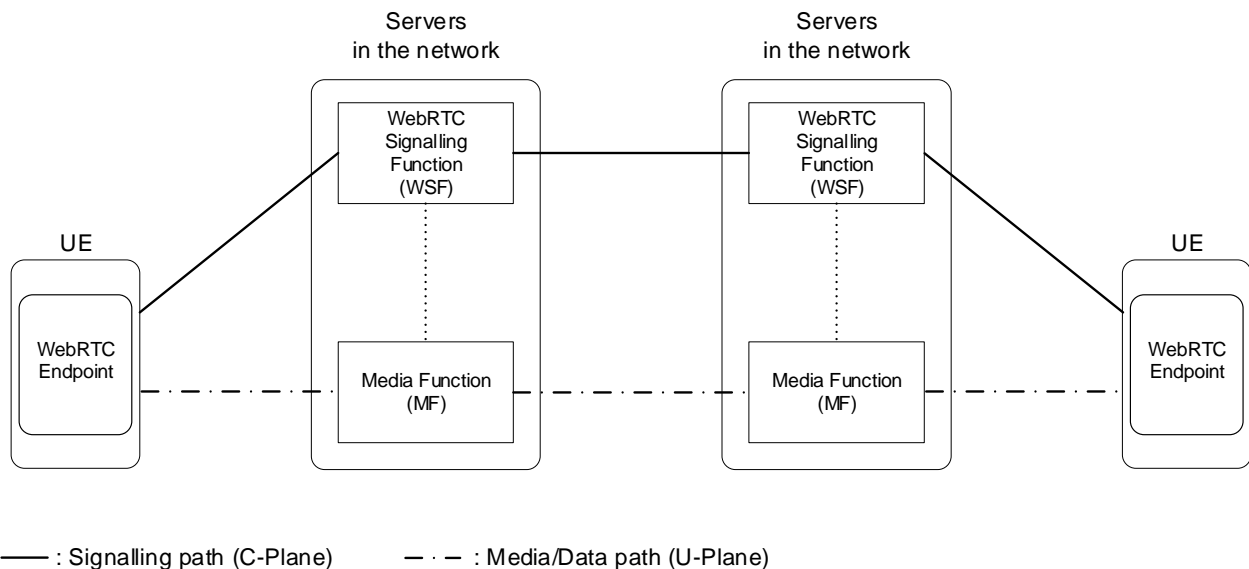 Servers
in the network
Servers
in the network
WebRTC
Signalling
Function
(WSF)
WebRTC
Signalling
Function
(WSF)
UE
UE
WebRTC
Endpoint
Media Function
(MF)
Media Function
(MF)
WebRTC
Endpoint
: Signalling path (C-Plane)
: Media/Data path (U-Plane)